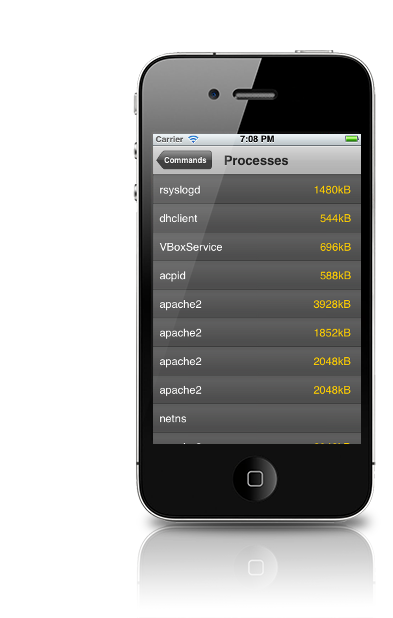 Carrier 7:08 PM
Commands Processes
rsyslogd 1480kB
dhclient 544kB
VBoxService 696kB
acpid 588kB
apache2 3928kB
apache2 1852kB
apache2 2048kB
apache2 2048kB
netns